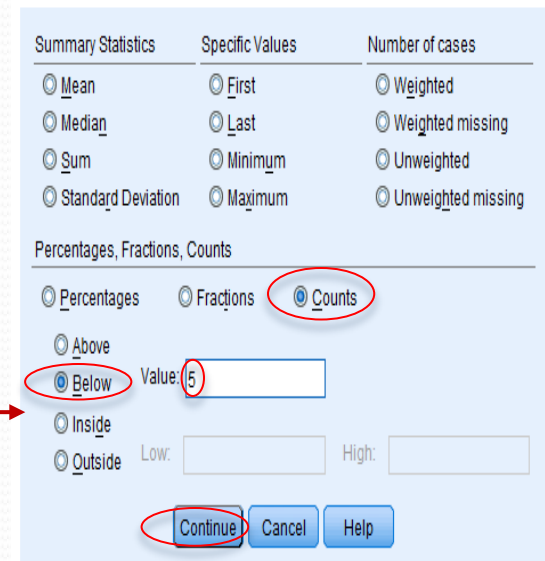 Summary Statistics Specific Values Number of cases
Mean First Weighted
Median Last Weighted missing
Sum Minimum Unweighted
Standard Deviation Maximum Unweighted missing
Percentages, Fractions, Counts
Percentages Fractions Counts
Above
Below Value: 5
Inside
Outside Low: High:
Continue Cancel Help